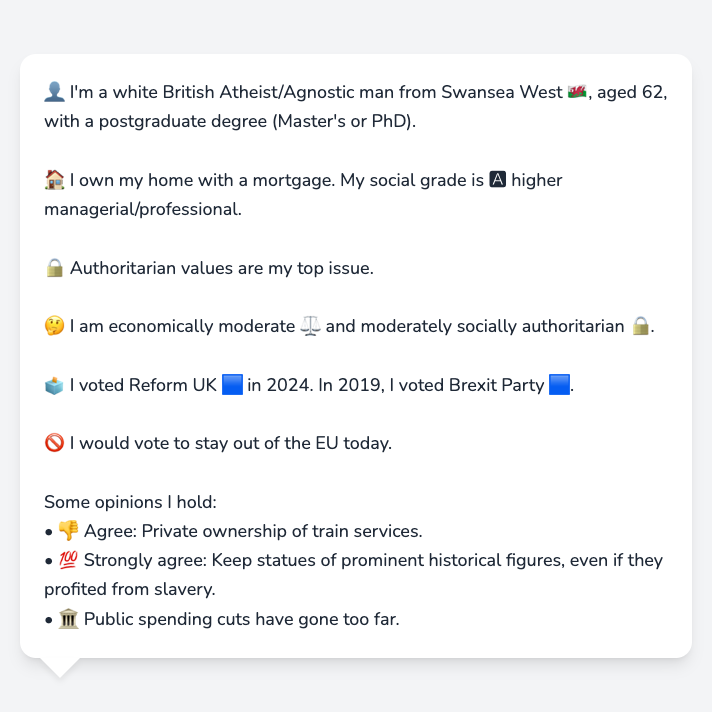 👤 I'm a white British Atheist/Agnostic man from Swansea West 🏴󠁧󠁢󠁷󠁬󠁳󠁿, aged 62,
with a postgraduate degree (Master's or PhD).
🏠 I own my home with a mortgage. My social grade is 🅰 higher
managerial/professional.
🔒 Authoritarian values are my top issue.
🤔 I am economically moderate ⚖️ and moderately socially authoritarian 🔒.
🗳️ I voted Reform UK 🟦 in 2024. In 2019, I voted Brexit Party 🟦.
🚫 I would vote to stay out of the EU today.
Some opinions I hold:
• 👎 Agree: Private ownership of train services.
• 💯 Strongly agree: Keep statues of prominent historical figures, even if they
profited from slavery.
• 🏛️ Public spending cuts have gone too far.